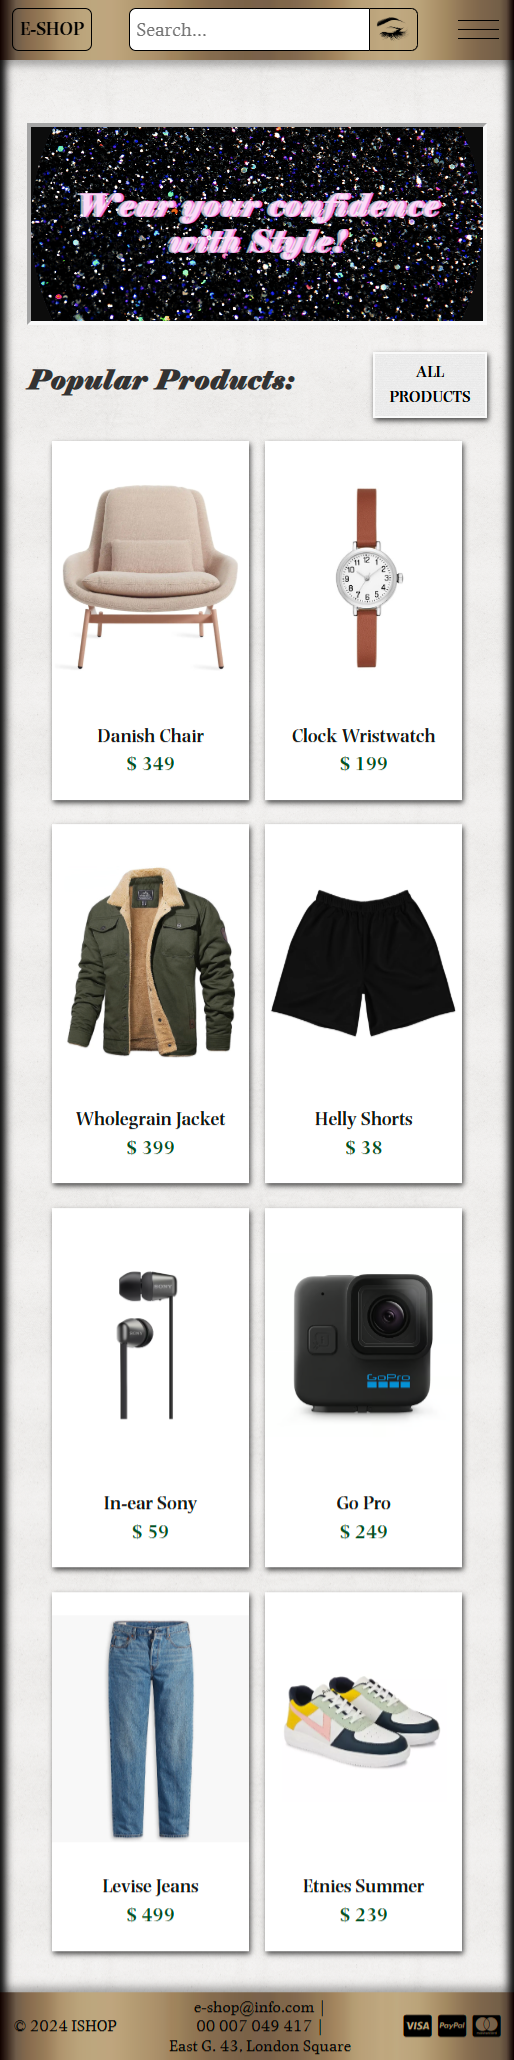 E-SHOP
Search...
Wear your confidence
with Style!
Popular Products:
ALL
PRODUCTS
Danish Chair
$ 349
Clock Wristwatch
$ 199
Wholegrain Jacket
$ 399
Helly Shorts
$ 38
SONY
In-ear Sony
$ 59
GoPro
Go Pro
$ 249
Levise Jeans
$ 499
Etnies Summer
$ 239
© 2024 ISHOP
e-shop@info.com |
00 007 049 417 |
East G. 43, London Square
VISA
PayPal